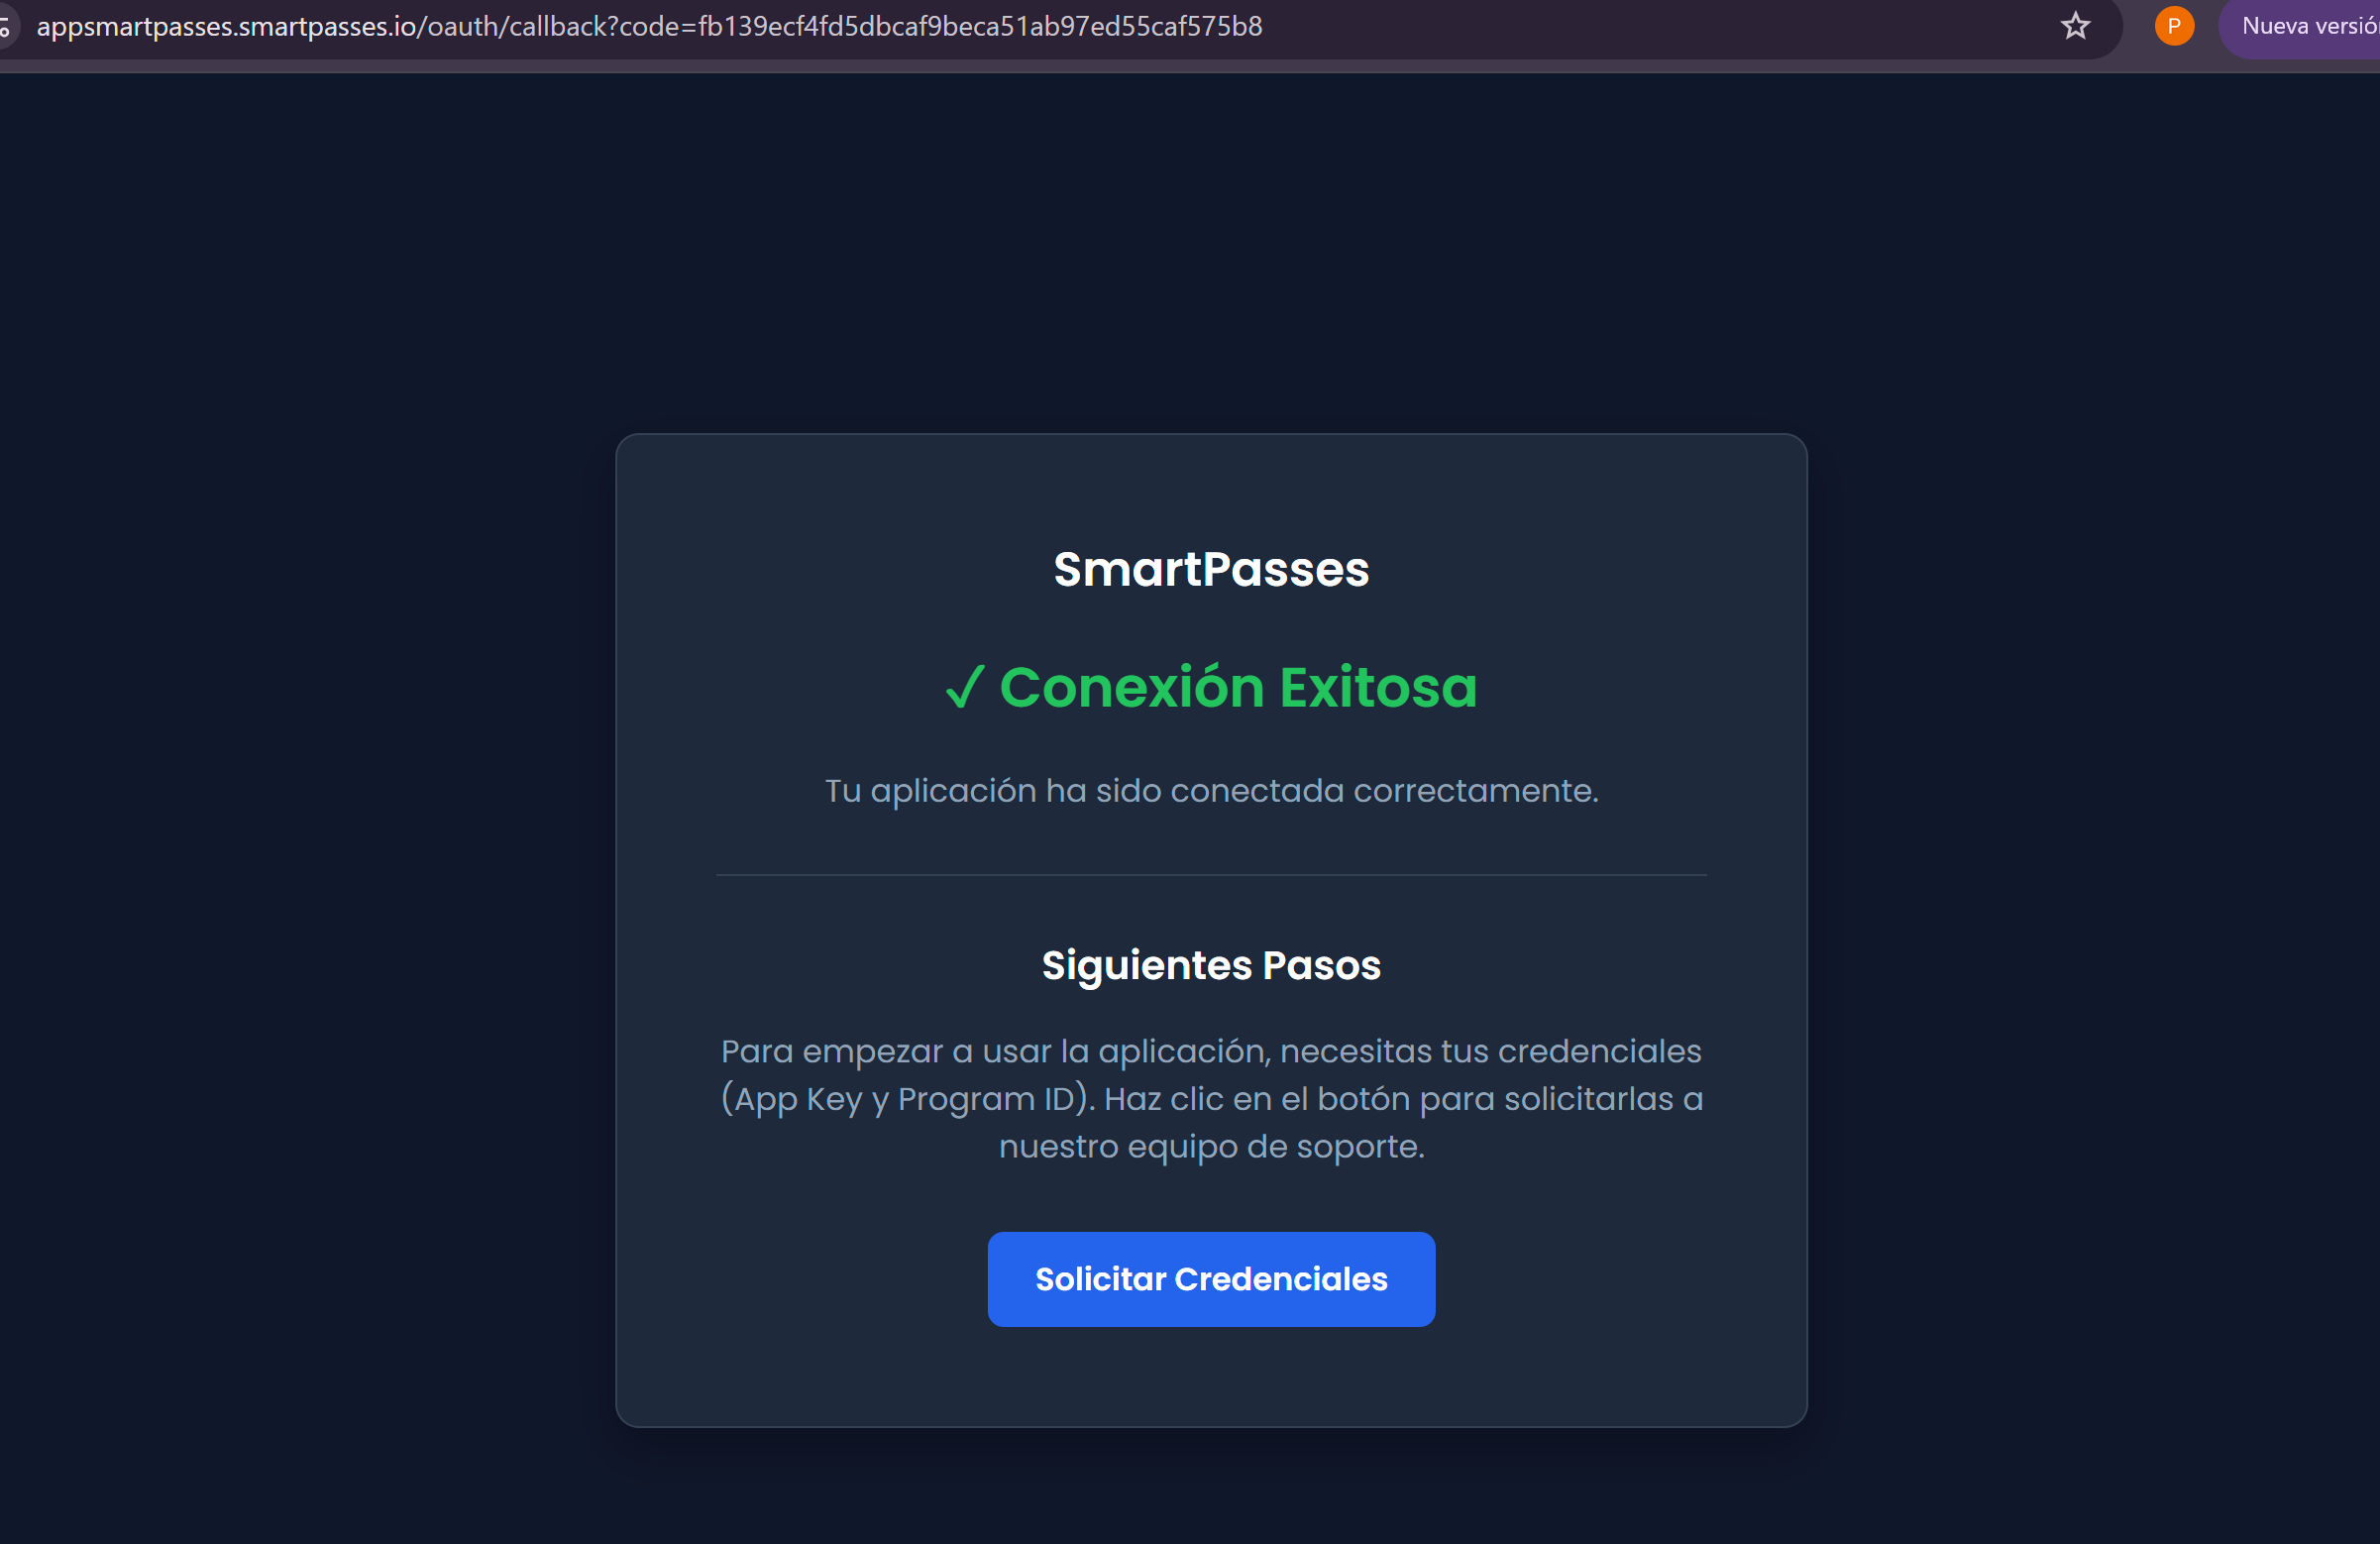 appsmartpasses.smartpasses.io/oauth/callback?code=fb139ecf4fd5dbcaf9beca51ab97ed55caf575b8
P
Nueva versión
SmartPasses
✓ Conexión Exitosa
Tu aplicación ha sido conectada correctamente.
Siguientes Pasos
Para empezar a usar la aplicación, necesitas tus credenciales
(App Key y Program ID). Haz clic en el botón para solicitarlas a
nuestro equipo de soporte.
Solicitar Credenciales